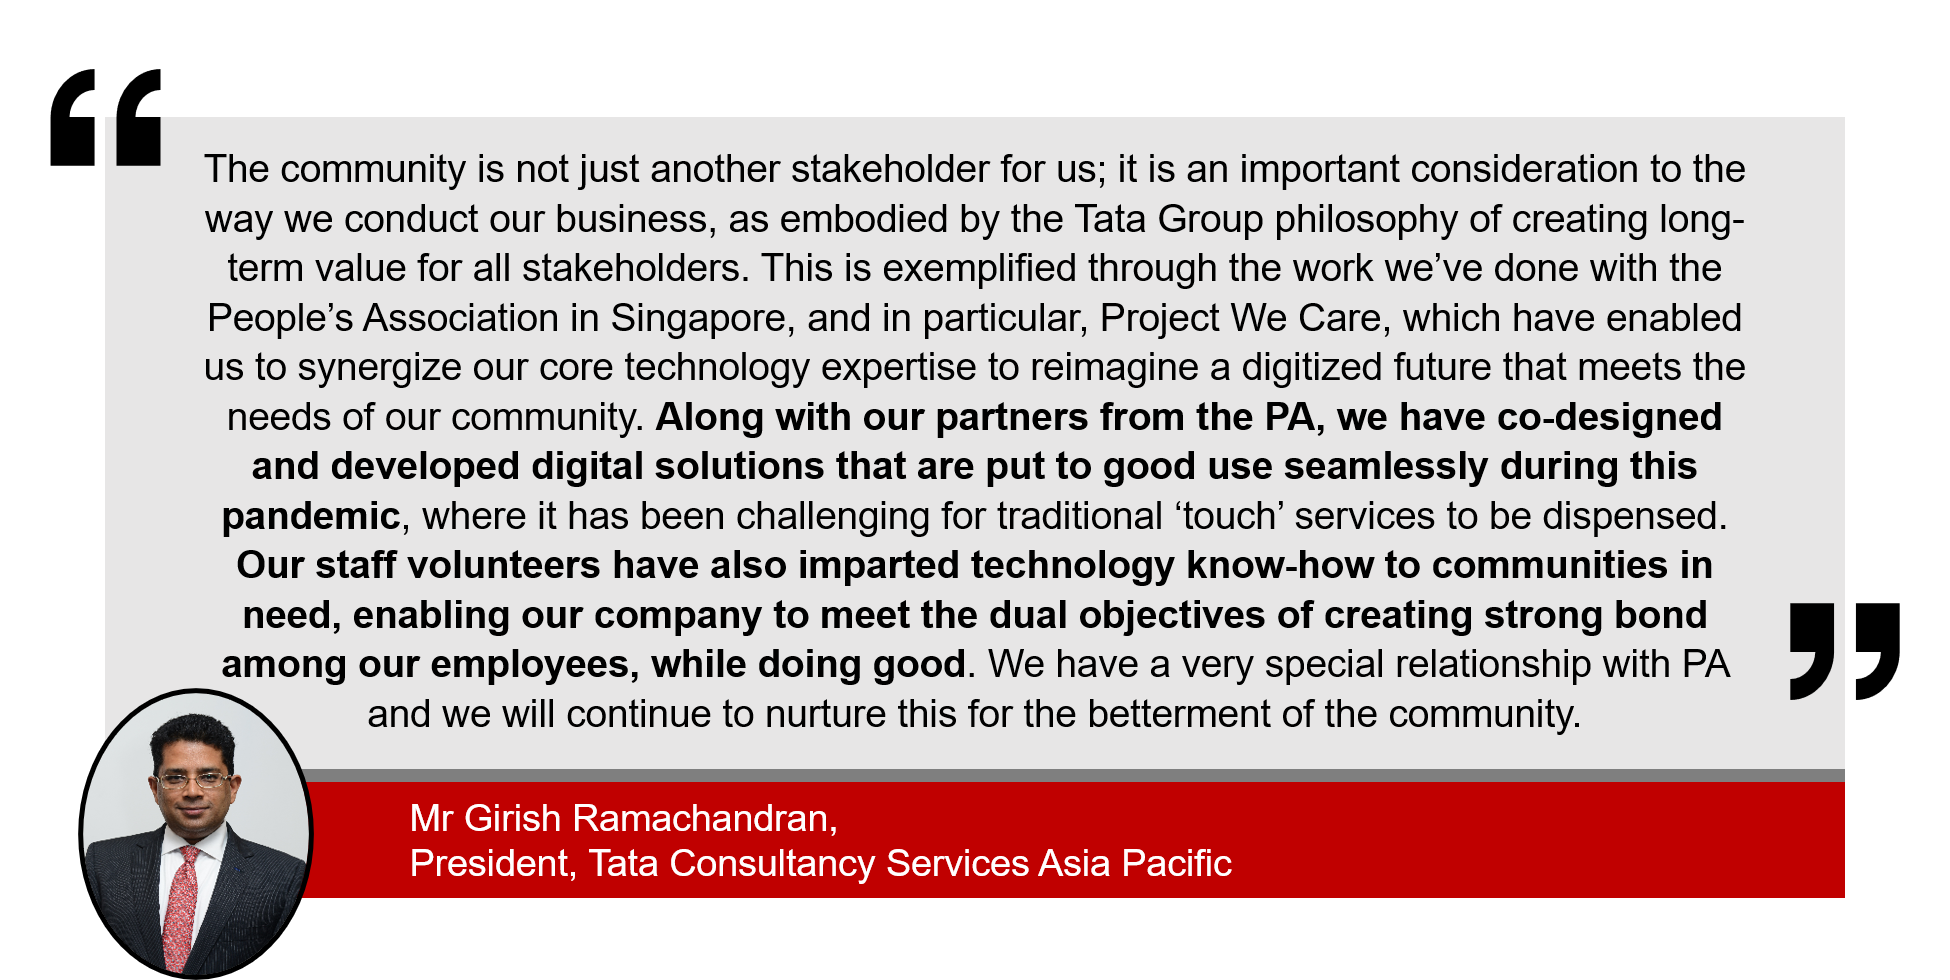 “
The community is not just another stakeholder for us; it is an important consideration to the
way we conduct our business, as embodied by the Tata Group philosophy of creating long-
term value for all stakeholders. This is exemplified through the work we’ve done with the
People’s Association in Singapore, and in particular, Project We Care, which have enabled
us to synergize our core technology expertise to reimagine a digitized future that meets the
needs of our community. Along with our partners from the PA, we have co-designed
and developed digital solutions that are put to good use seamlessly during this
pandemic, where it has been challenging for traditional ‘touch’ services to be dispensed.
Our staff volunteers have also imparted technology know-how to communities in
need, enabling our company to meet the dual objectives of creating strong bond
among our employees, while doing good. We have a very special relationship with PA
and we will continue to nurture this for the betterment of the community.
”
Mr Girish Ramachandran,
President, Tata Consultancy Services Asia Pacific